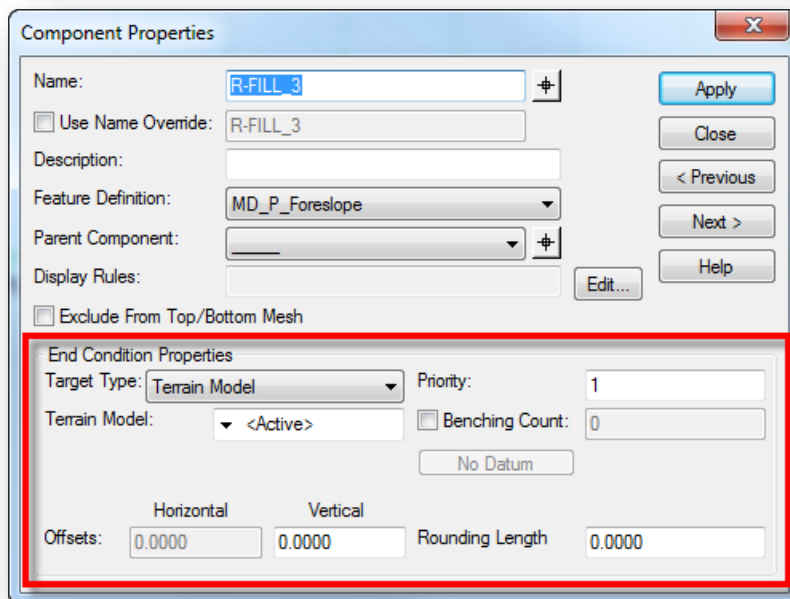 Component Properties
Name: R-FILL_3
Apply
Use Name Override: R-FILL_3
Close
Description:
< Previous
Feature Definition: MD_P_Foreslope
Next >
Parent Component: _____
Display Rules: Edit...
Help
Exclude From Top/Bottom Mesh
End Condition Properties
Target Type: Terrain Model Priority: 1
Terrain Model: <Active> Benching Count: 0
No Datum
Horizontal Vertical
Offsets: 0.0000 0.0000 Rounding Length 0.0000